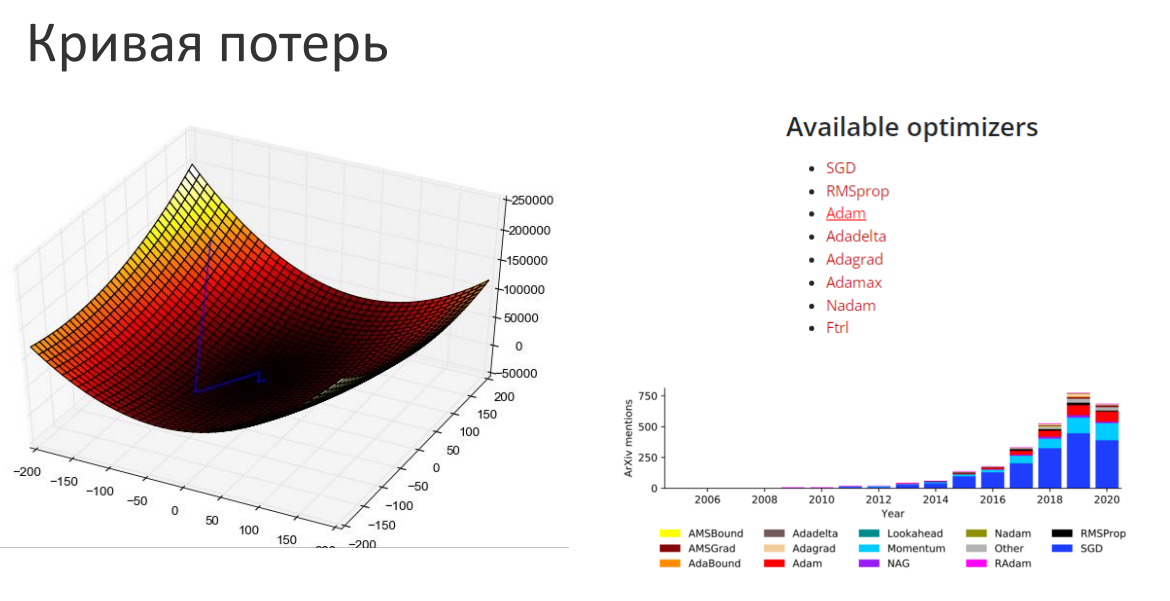 Кривая потерь
250000
200000
150000
100000
50000
0
−50000
200
150
100
50
0
−50
−100
−150
−200
−200
−150
−100
−50
0
50
100
150
Available optimizers
• SGD
• RMSprop
• Adam
• Adadelta
• Adagrad
• Adamax
• Nadam
• Ftrl
ArXiv mentions
750
500
250
0
2006 2008 2010 2012 2014 2016 2018 2020
Year
AMSBound Adadelta Lookahead Nadam RMSProp
AMSGrad Adagrad Momentum Other SGD
AdaBound Adam NAG RAdam